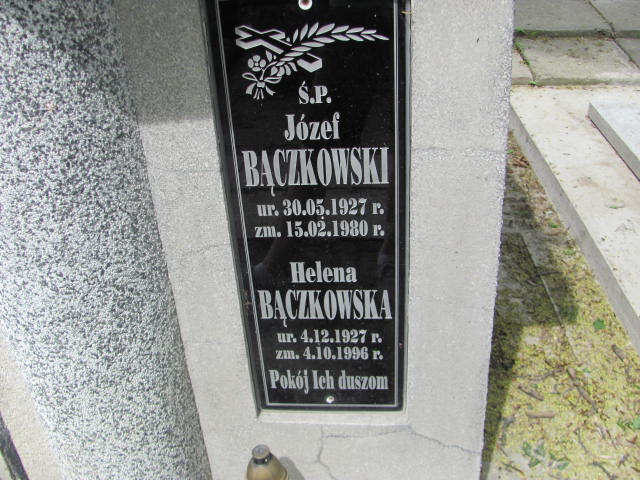 Ś.P.
Józef
BĄCZKOWSKI
ur. 30.05.1927 r.
zm. 15.02.1980 r.
Helena
BĄCZKOWSKA
ur. 4.12.1927 r.
zm. 4.10.1996 r.
Pokój Ich duszom